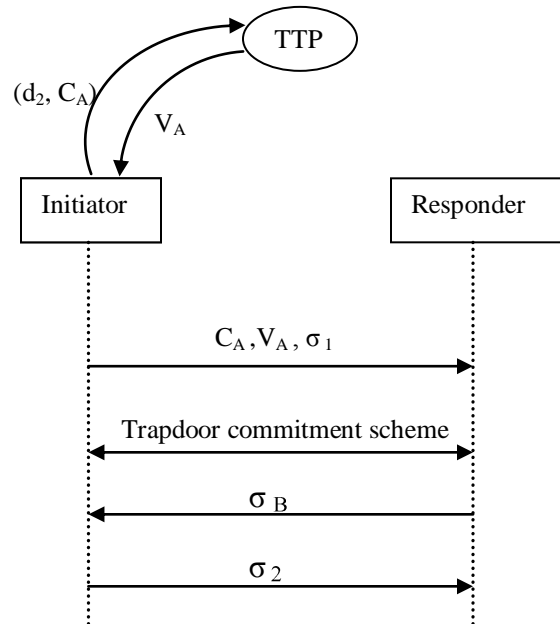 TTP
(d₂, C_A)
V_A
Initiator
Responder
C_A,V_A, σ₁
Trapdoor commitment scheme
σ_B
σ₂